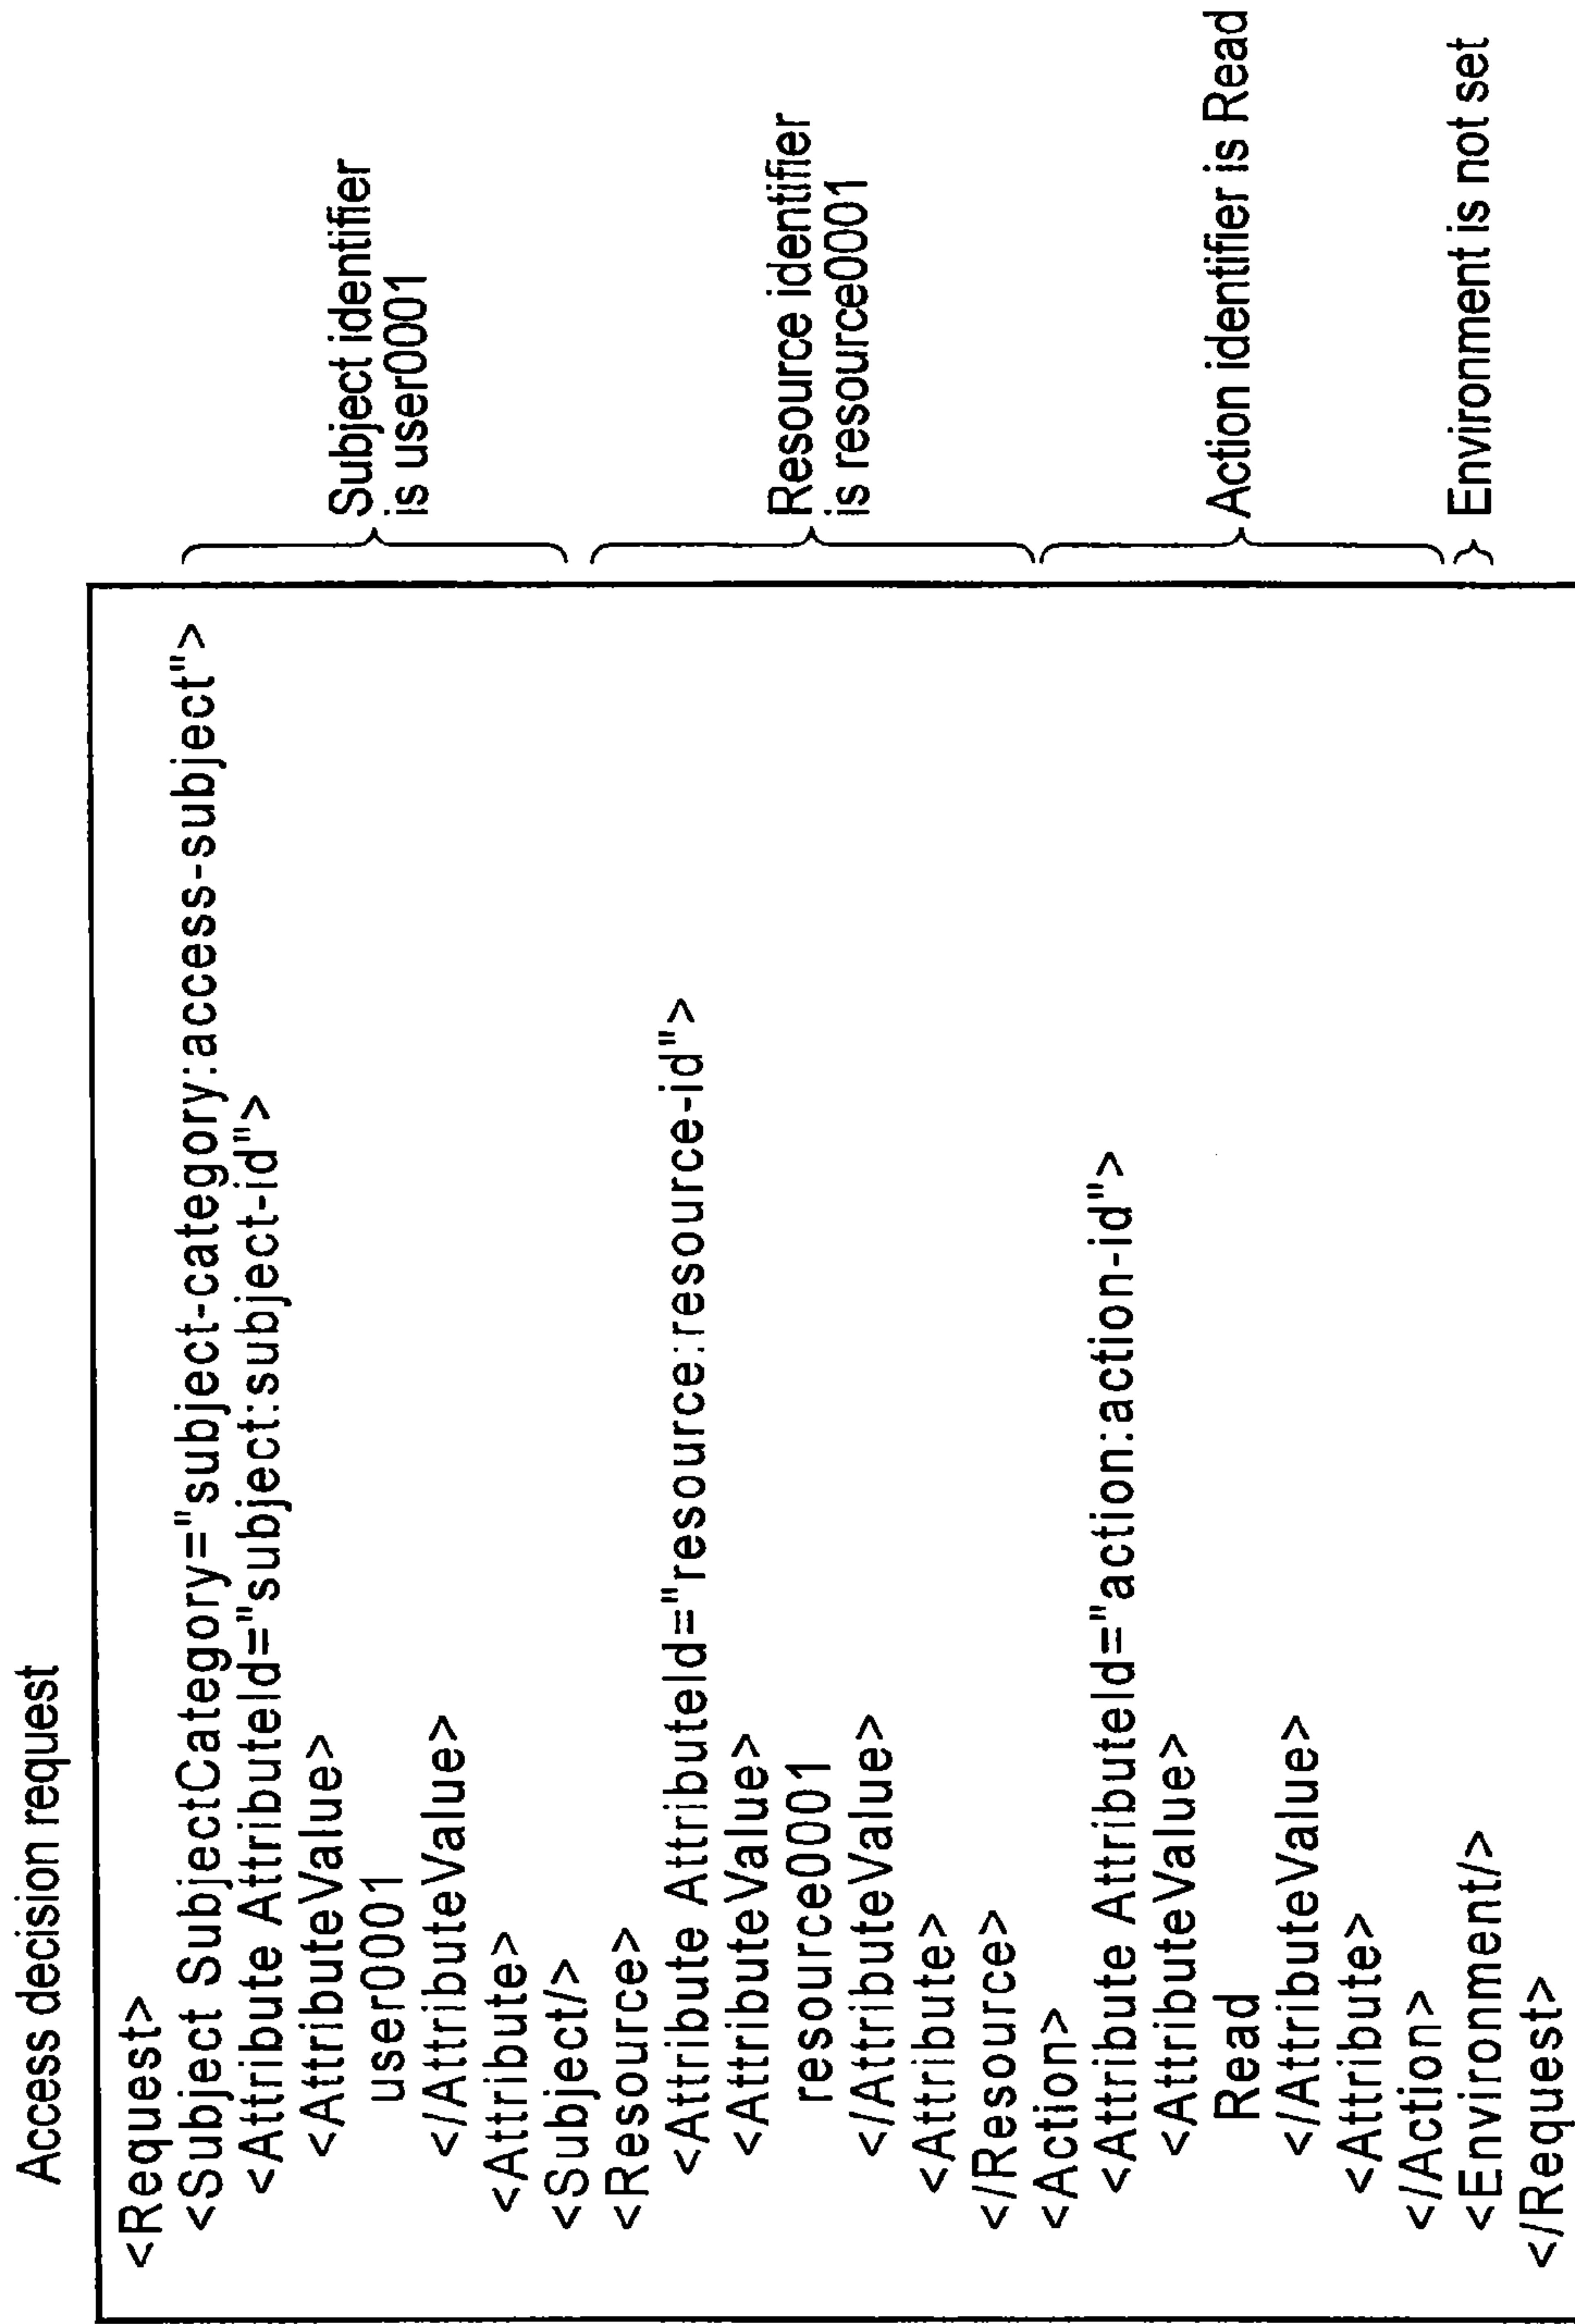 Access decision request
<Request>
<Subject SubjectCategory="subject-category:access-subject">
<Attribute AttributeId="subject:subject-id">
<AttributeValue>
user0001
</AttributeValue>
<Attribute>
<Subject/>
<Resource>
<Attribute AttributeId="resource:resource-id">
<AttributeValue>
resource0001
</AttributeValue>
<Attribute>
</Resource>
<Action>
<Attribute AttributeId="action:action-id">
<AttributeValue>
Read
</AttributeValue>
<Attribute>
</Action>
<Environment/>
</Request>
Subject identifier
is user0001
Resource identifier
is resource0001
Action identifier is Read
Environment is not set